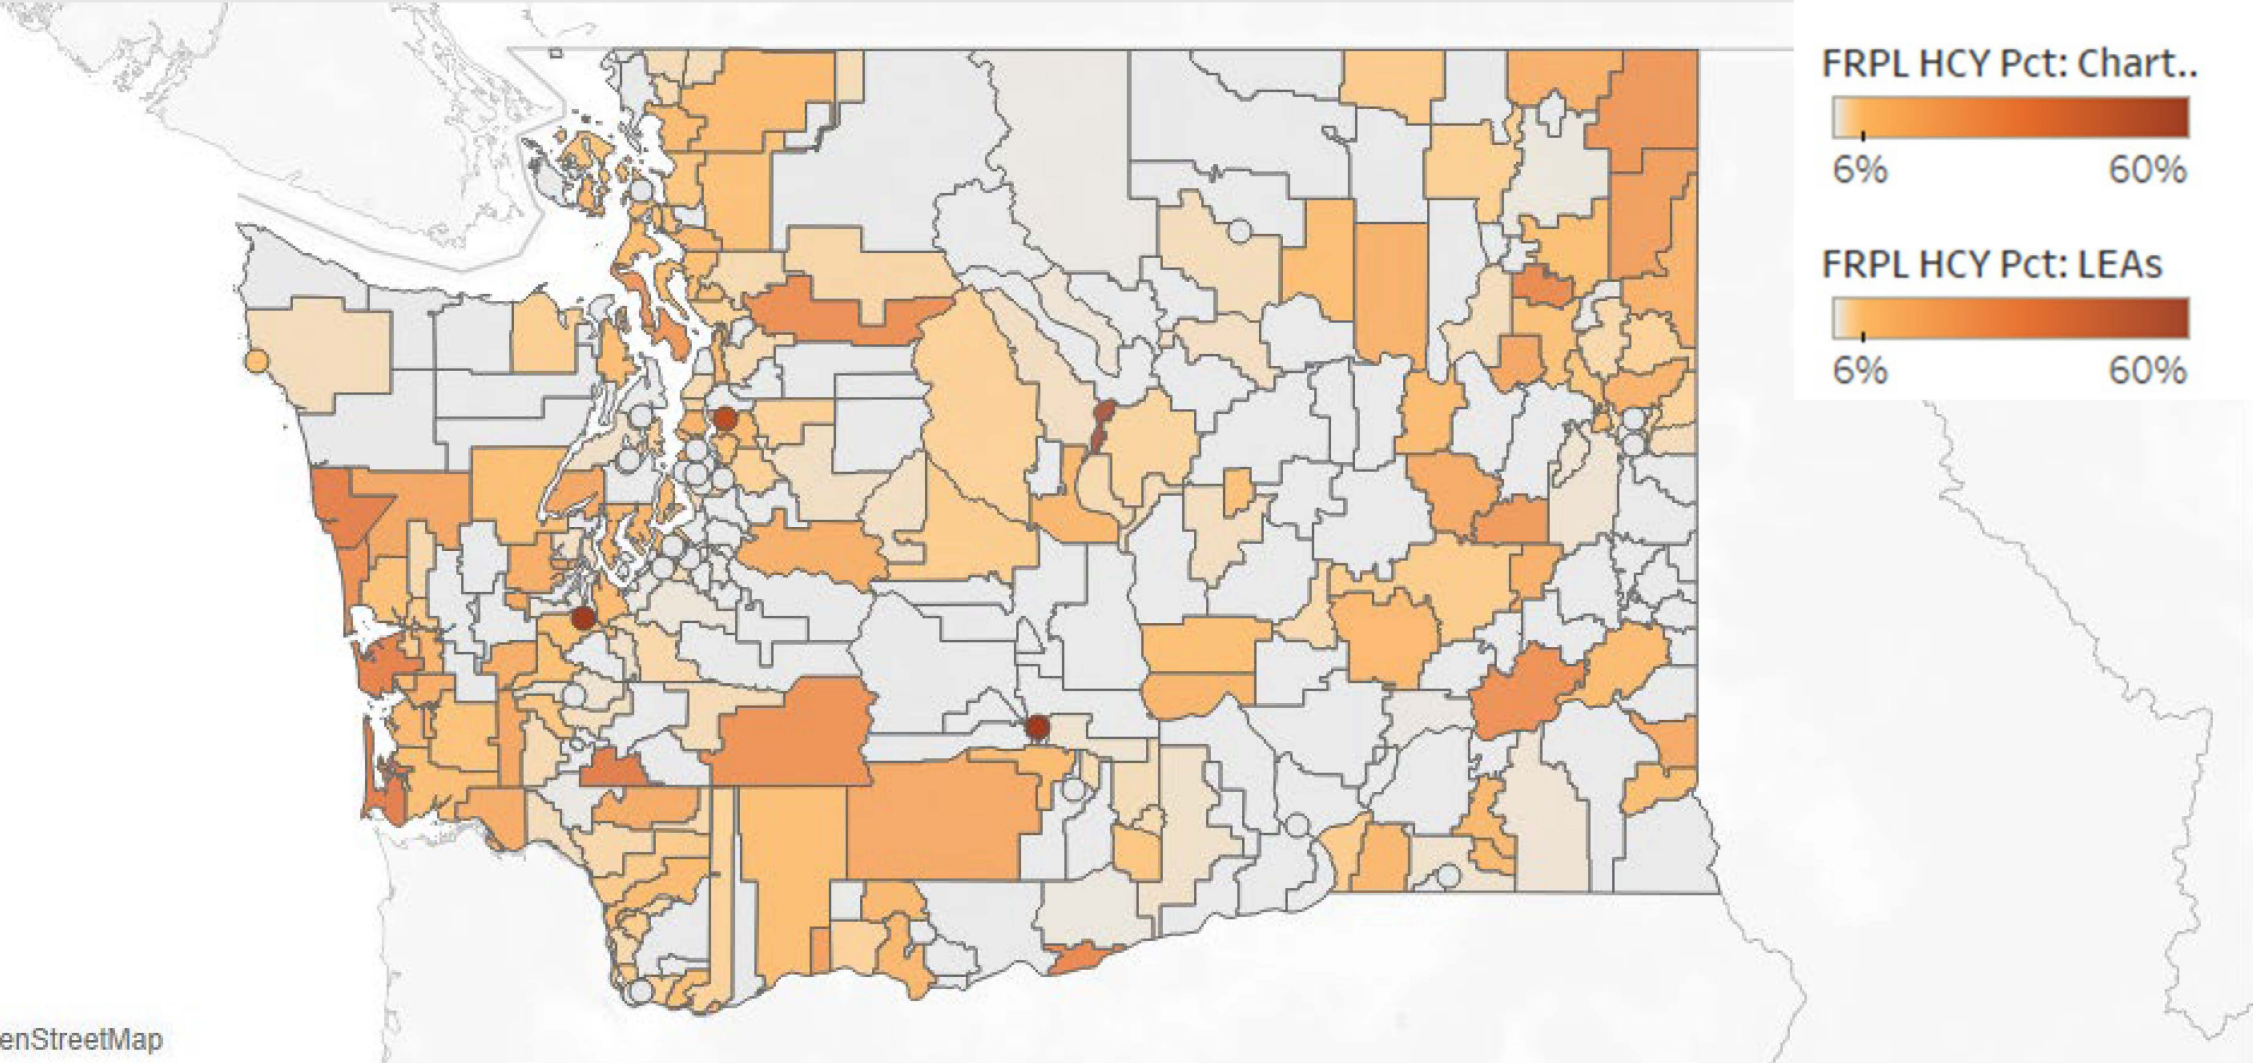 FRPL HCY Pct: Chart..
6% 60%
FRPL HCY Pct: LEAs
6% 60%
enStreetMap